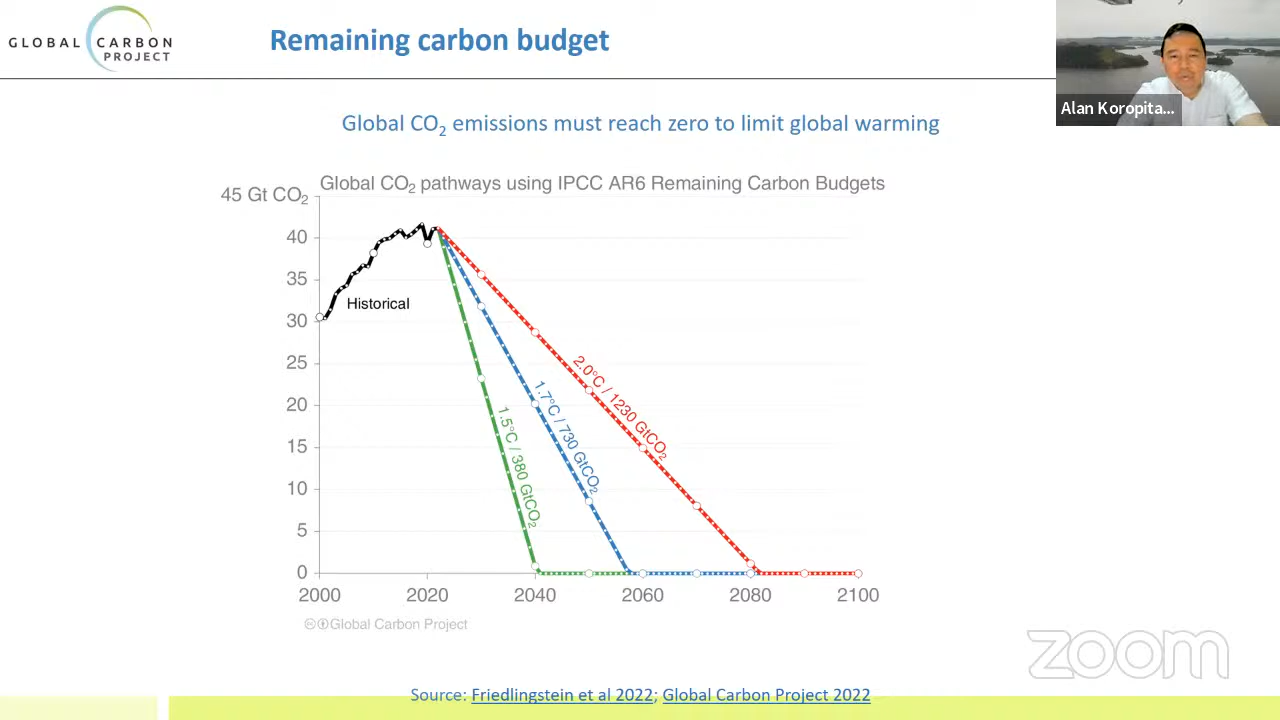 GLOBAL CARBON
PROJECT
Remaining carbon budget
Alan Koropita...
Global CO₂ emissions must reach zero to limit global warming
Global CO₂ pathways using IPCC AR6 Remaining Carbon Budgets
45 Gt CO₂
40
35
30
25
20
15
10
5
0
Historical
2.0°C / 1230 GtCO₂
1.7°C / 730 GtCO₂
1.5°C / 380 GtCO₂
2000 2020 2040 2060 2080 2100
Global Carbon Project
zoom
Source: Friedlingstein et al 2022; Global Carbon Project 2022